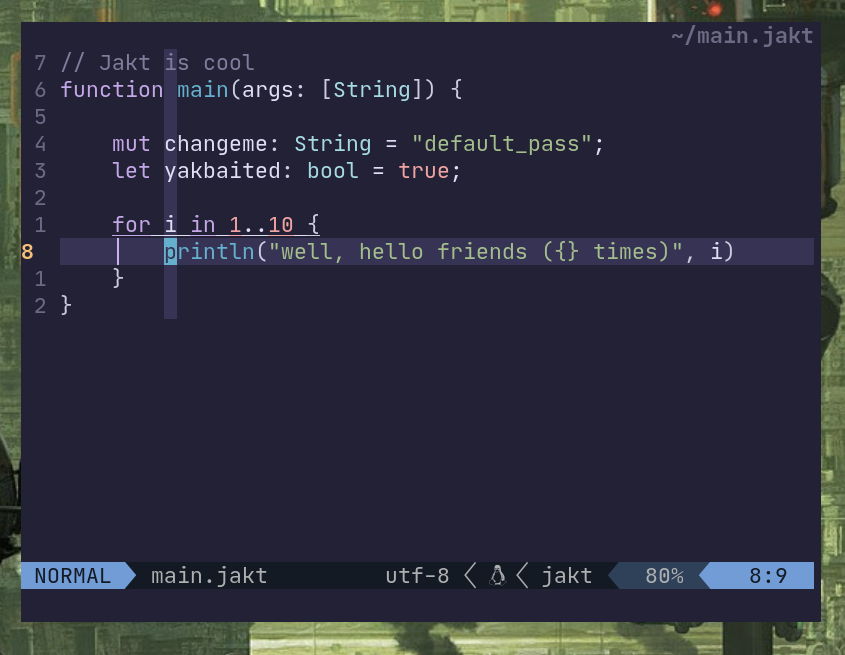 ~/main.jakt
7 // Jakt is cool
6 function main(args: [String]) {
5
4     mut changeme: String = "default_pass";
3     let yakbaited: bool = true;
2
1     for i in 1..10 {
8         println("well, hello friends ({} times)", i)
1     }
2 }
NORMAL main.jakt utf-8 jakt 80% 8:9